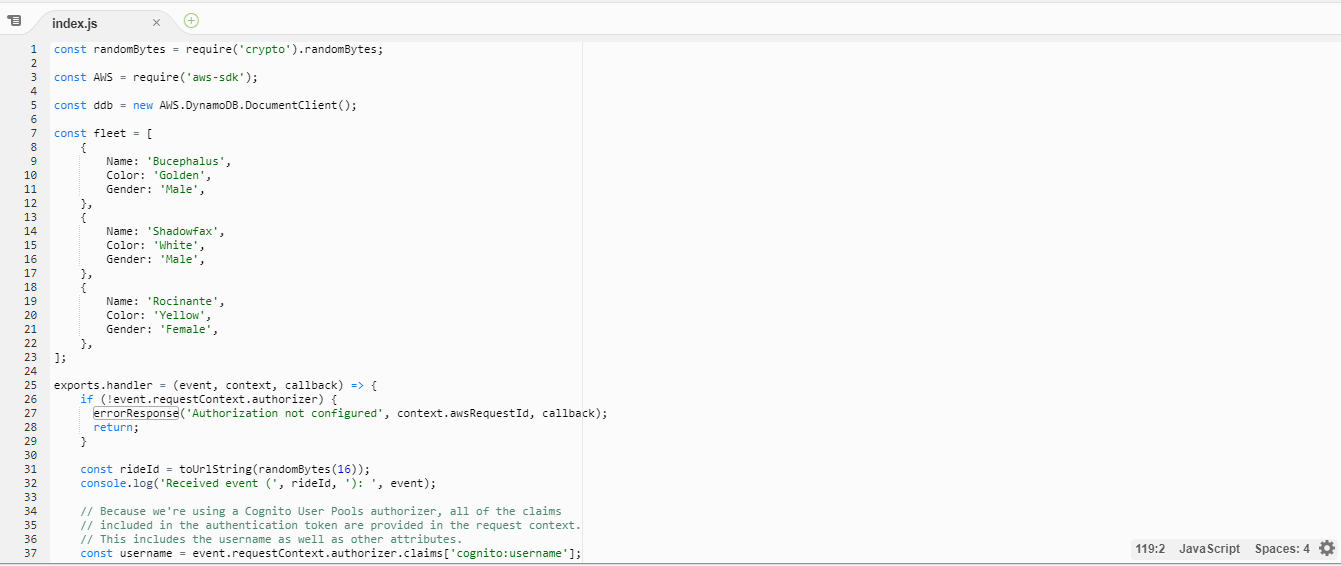 index.js
1 const randomBytes = require('crypto').randomBytes;
2
3 const AWS = require('aws-sdk');
4
5 const ddb = new AWS.DynamoDB.DocumentClient();
6
7 const fleet = [
8     {
9         Name: 'Bucephalus',
10         Color: 'Golden',
11         Gender: 'Male',
12     },
13     {
14         Name: 'Shadowfax',
15         Color: 'White',
16         Gender: 'Male',
17     },
18     {
19         Name: 'Rocinante',
20         Color: 'Yellow',
21         Gender: 'Female',
22     },
23 ];
24
25 exports.handler = (event, context, callback) => {
26     if (!event.requestContext.authorizer) {
27       errorResponse('Authorization not configured', context.awsRequestId, callback);
28       return;
29     }
30
31     const rideId = toUrlString(randomBytes(16));
32     console.log('Received event (', rideId, '): ', event);
33
34     // Because we're using a Cognito User Pools authorizer, all of the claims
35     // included in the authentication token are provided in the request context.
36     // This includes the username as well as other attributes.
37     const username = event.requestContext.authorizer.claims['cognito:username'];
119:2 JavaScript Spaces: 4